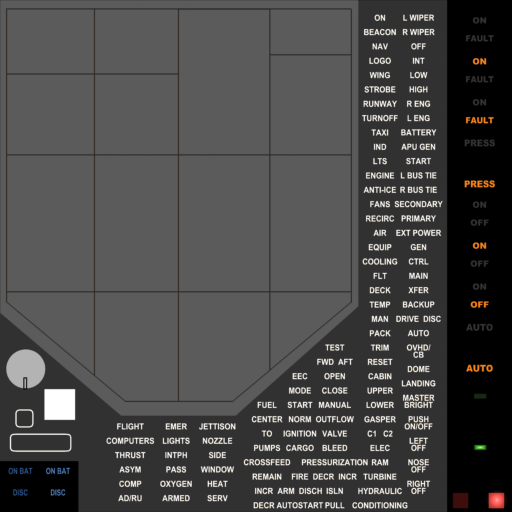 ON L WIPER
BEACON R WIPER
NAV OFF
LOGO INT
WING LOW
STROBE HIGH
RUNWAY R ENG
TURNOFF L ENG
TAXI BATTERY
IND APU GEN
LTS START
ENGINE L BUS TIE
ANTI-ICE R BUS TIE
FANS SECONDARY
RECIRC PRIMARY
AIR EXT POWER
EQUIP GEN
COOLING CTRL
FLT MAIN
DECK XFER
TEMP BACKUP
MAN DRIVE DISC
PACK AUTO
TEST TRIM OVHD/
CB
FWD AFT RESET
DOME
EEC OPEN CABIN
LANDING
MODE CLOSE UPPER
MASTER
FUEL START MANUAL LOWER BRIGHT
CENTER NORM OUTFLOW GASPER PUSH
ON/OFF
TO IGNITION VALVE C1 C2
LEFT
PUMPS CARGO BLEED ELEC OFF
CROSSFEED PRESSURIZATION RAM NOSE
OFF
REMAIN FIRE DECR INCR TURBINE
RIGHT
INCR ARM DISCH ISLN HYDRAULIC OFF
DECR AUTOSTART PULL CONDITIONING
FLIGHT EMER JETTISON
COMPUTERS LIGHTS NOZZLE
THRUST INTPH SIDE
ASYM PASS WINDOW
COMP OXYGEN HEAT
AD/RU ARMED SERV
ON BAT ON BAT
DISC DISC
ON
FAULT
ON
FAULT
ON
FAULT
PRESS
PRESS
ON
OFF
ON
OFF
ON
OFF
AUTO
AUTO